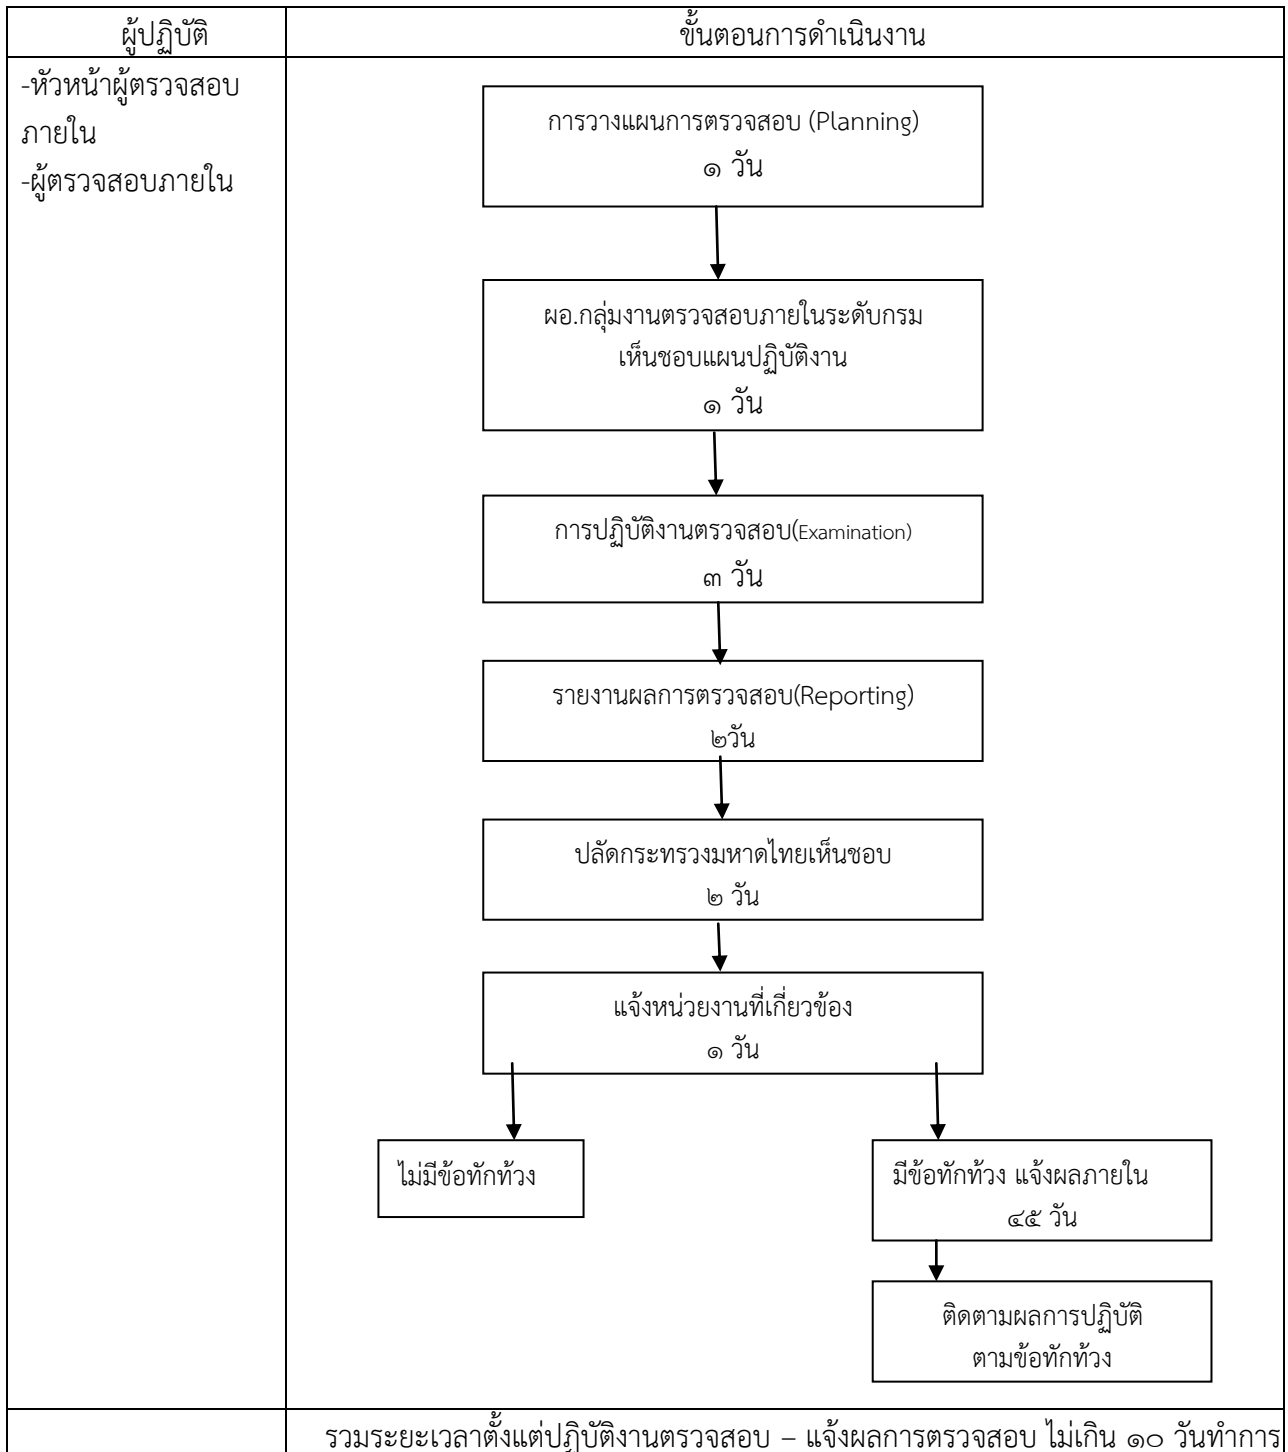 ผู้ปฏิบัติ
ขั้นตอนการดำเนินงาน
-หัวหน้าผู้ตรวจสอบ
ภายใน
-ผู้ตรวจสอบภายใน
การวางแผนการตรวจสอบ (Planning)
๑ วัน
ผอ.กลุ่มงานตรวจสอบภายในระดับกรม
เห็นชอบแผนปฏิบัติงาน
๑ วัน
การปฏิบัติงานตรวจสอบ(Examination)
๓ วัน
รายงานผลการตรวจสอบ(Reporting)
๒วัน
ปลัดกระทรวงมหาดไทยเห็นชอบ
๒ วัน
แจ้งหน่วยงานที่เกี่ยวข้อง
๑ วัน
ไม่มีข้อทักท้วง
มีข้อทักท้วง แจ้งผลภายใน
๔๕ วัน
ติดตามผลการปฏิบัติ
ตามข้อทักท้วง
รวมระยะเวลาตั้งแต่ปฏิบัติงานตรวจสอบ – แจ้งผลการตรวจสอบ ไม่เกิน ๑๐ วันทำการ